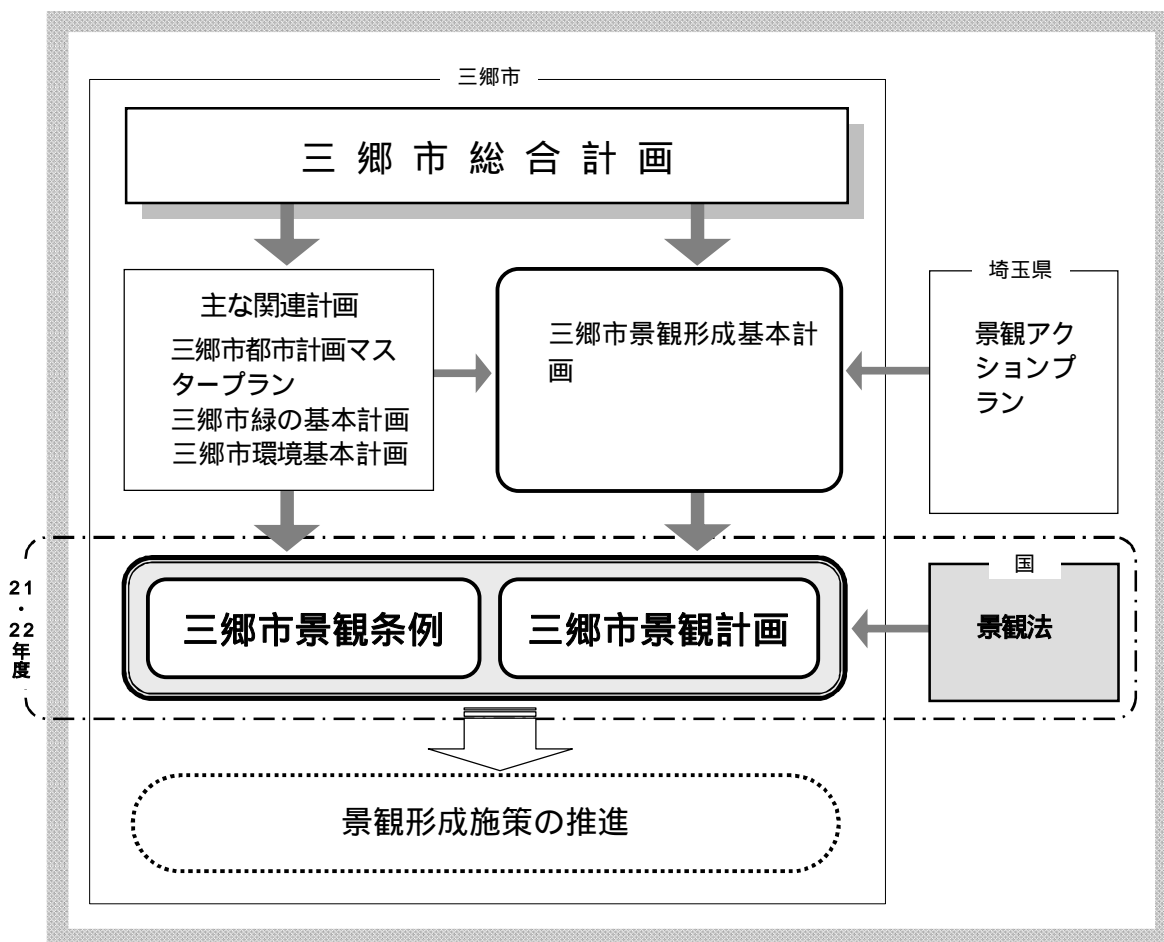 三郷市
三郷市総合計画
主な関連計画
三郷市都市計画マス
タープラン
三郷市緑の基本計画
三郷市環境基本計画
三郷市景観形成基本計
画
埼玉県
景観アク
ションプ
ラン
21・22年度
三郷市景観条例
三郷市景観計画
国
景観法
景観形成施策の推進